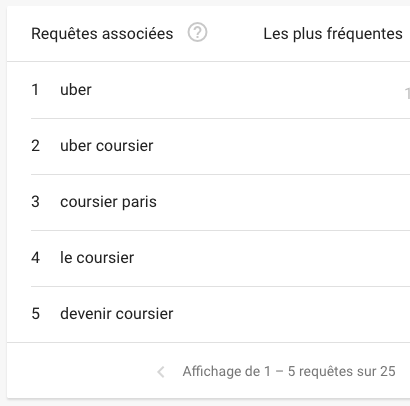 Requêtes associées ? Les plus fréquentes
1 uber
2 uber coursier
3 coursier paris
4 le coursier
5 devenir coursier
Affichage de 1 – 5 requêtes sur 25